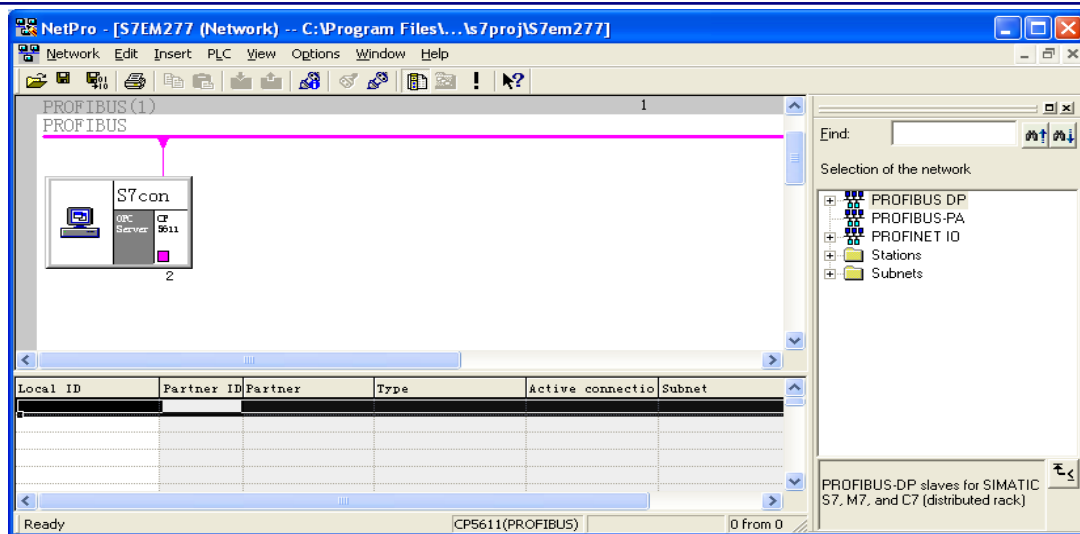 NetPro - [S7EM277 (Network) -- C:\Program Files\...\s7proj\S7em277]
Network Edit Insert PLC View Options Window Help
PROFIBUS(1) 1
PROFIBUS
S7con
OPC Server
CP 5611
2
Find:
Selection of the network
PROFIBUS DP
PROFIBUS-PA
PROFINET IO
Stations
Subnets
Local ID Partner ID Partner Type Active connectio Subnet
PROFIBUS-DP slaves for SIMATIC
S7, M7, and C7 (distributed rack)
Ready CP5611(PROFIBUS) 0 from 0